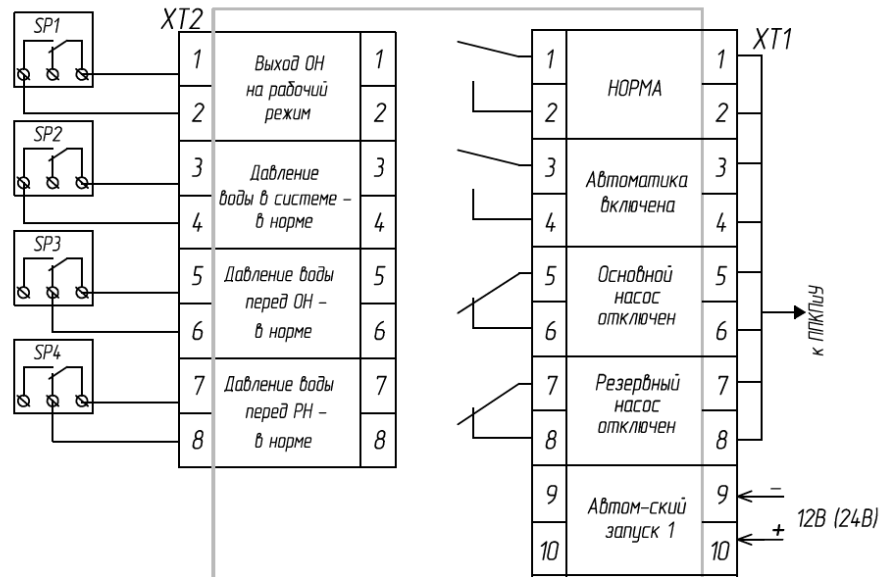 SP1
SP2
SP3
SP4
XT2
1
Выход ОН
на рабочий
режим
1
2
2
3
Давление
воды в системе –
в норме
3
4
4
5
Давление воды
перед ОН –
в норме
5
6
6
7
Давление воды
перед РН –
в норме
7
8
8
XT1
1
НОРМА
1
2
2
3
Автоматика
включена
3
4
4
5
Основной
насос
отключен
5
6
6
7
Резервный
насос
отключен
7
8
8
9
Автом-ский
запуск 1
9
10
10
к ППКПиУ
–
+
12В (24В)